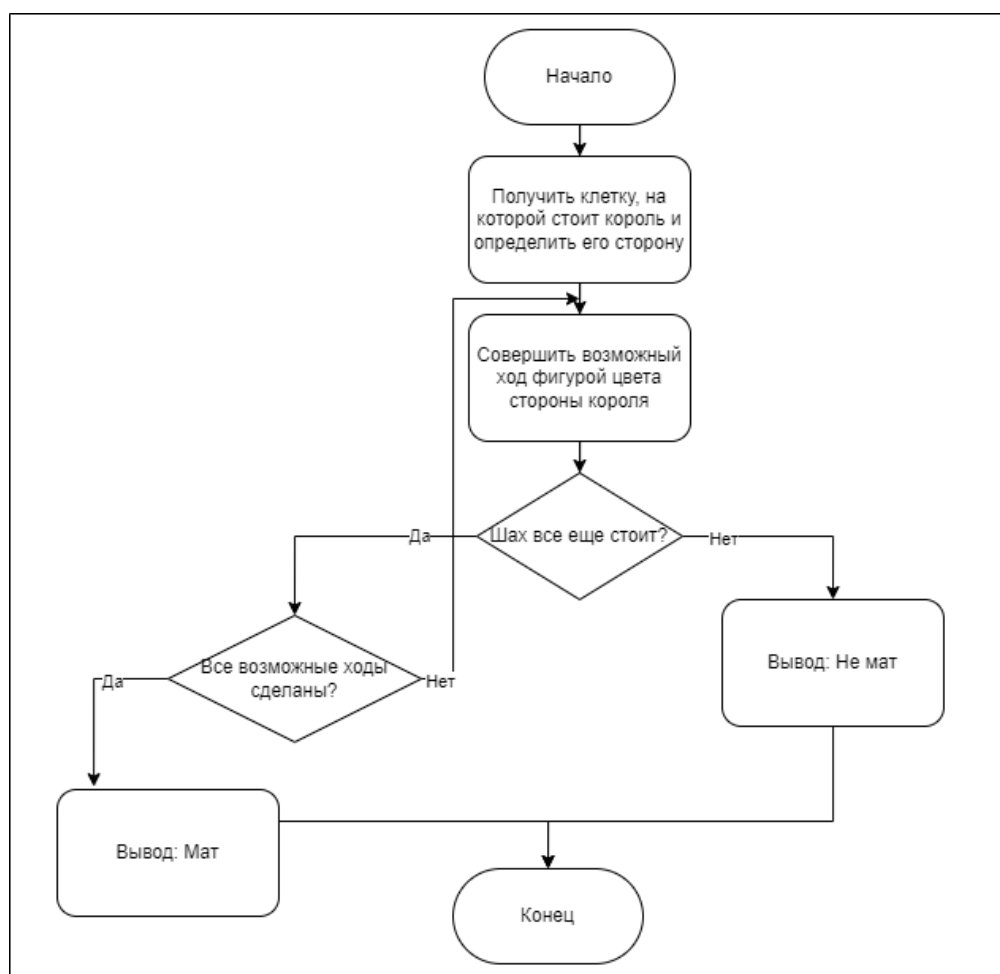 Начало
Получить клетку, на
которой стоит король и
определить его сторону
Совершить возможный
ход фигурой цвета
стороны короля
Да
Шах все еще стоит?
Нет
Все возможные ходы
сделаны?
Да
Нет
Вывод: Не мат
Вывод: Мат
Конец